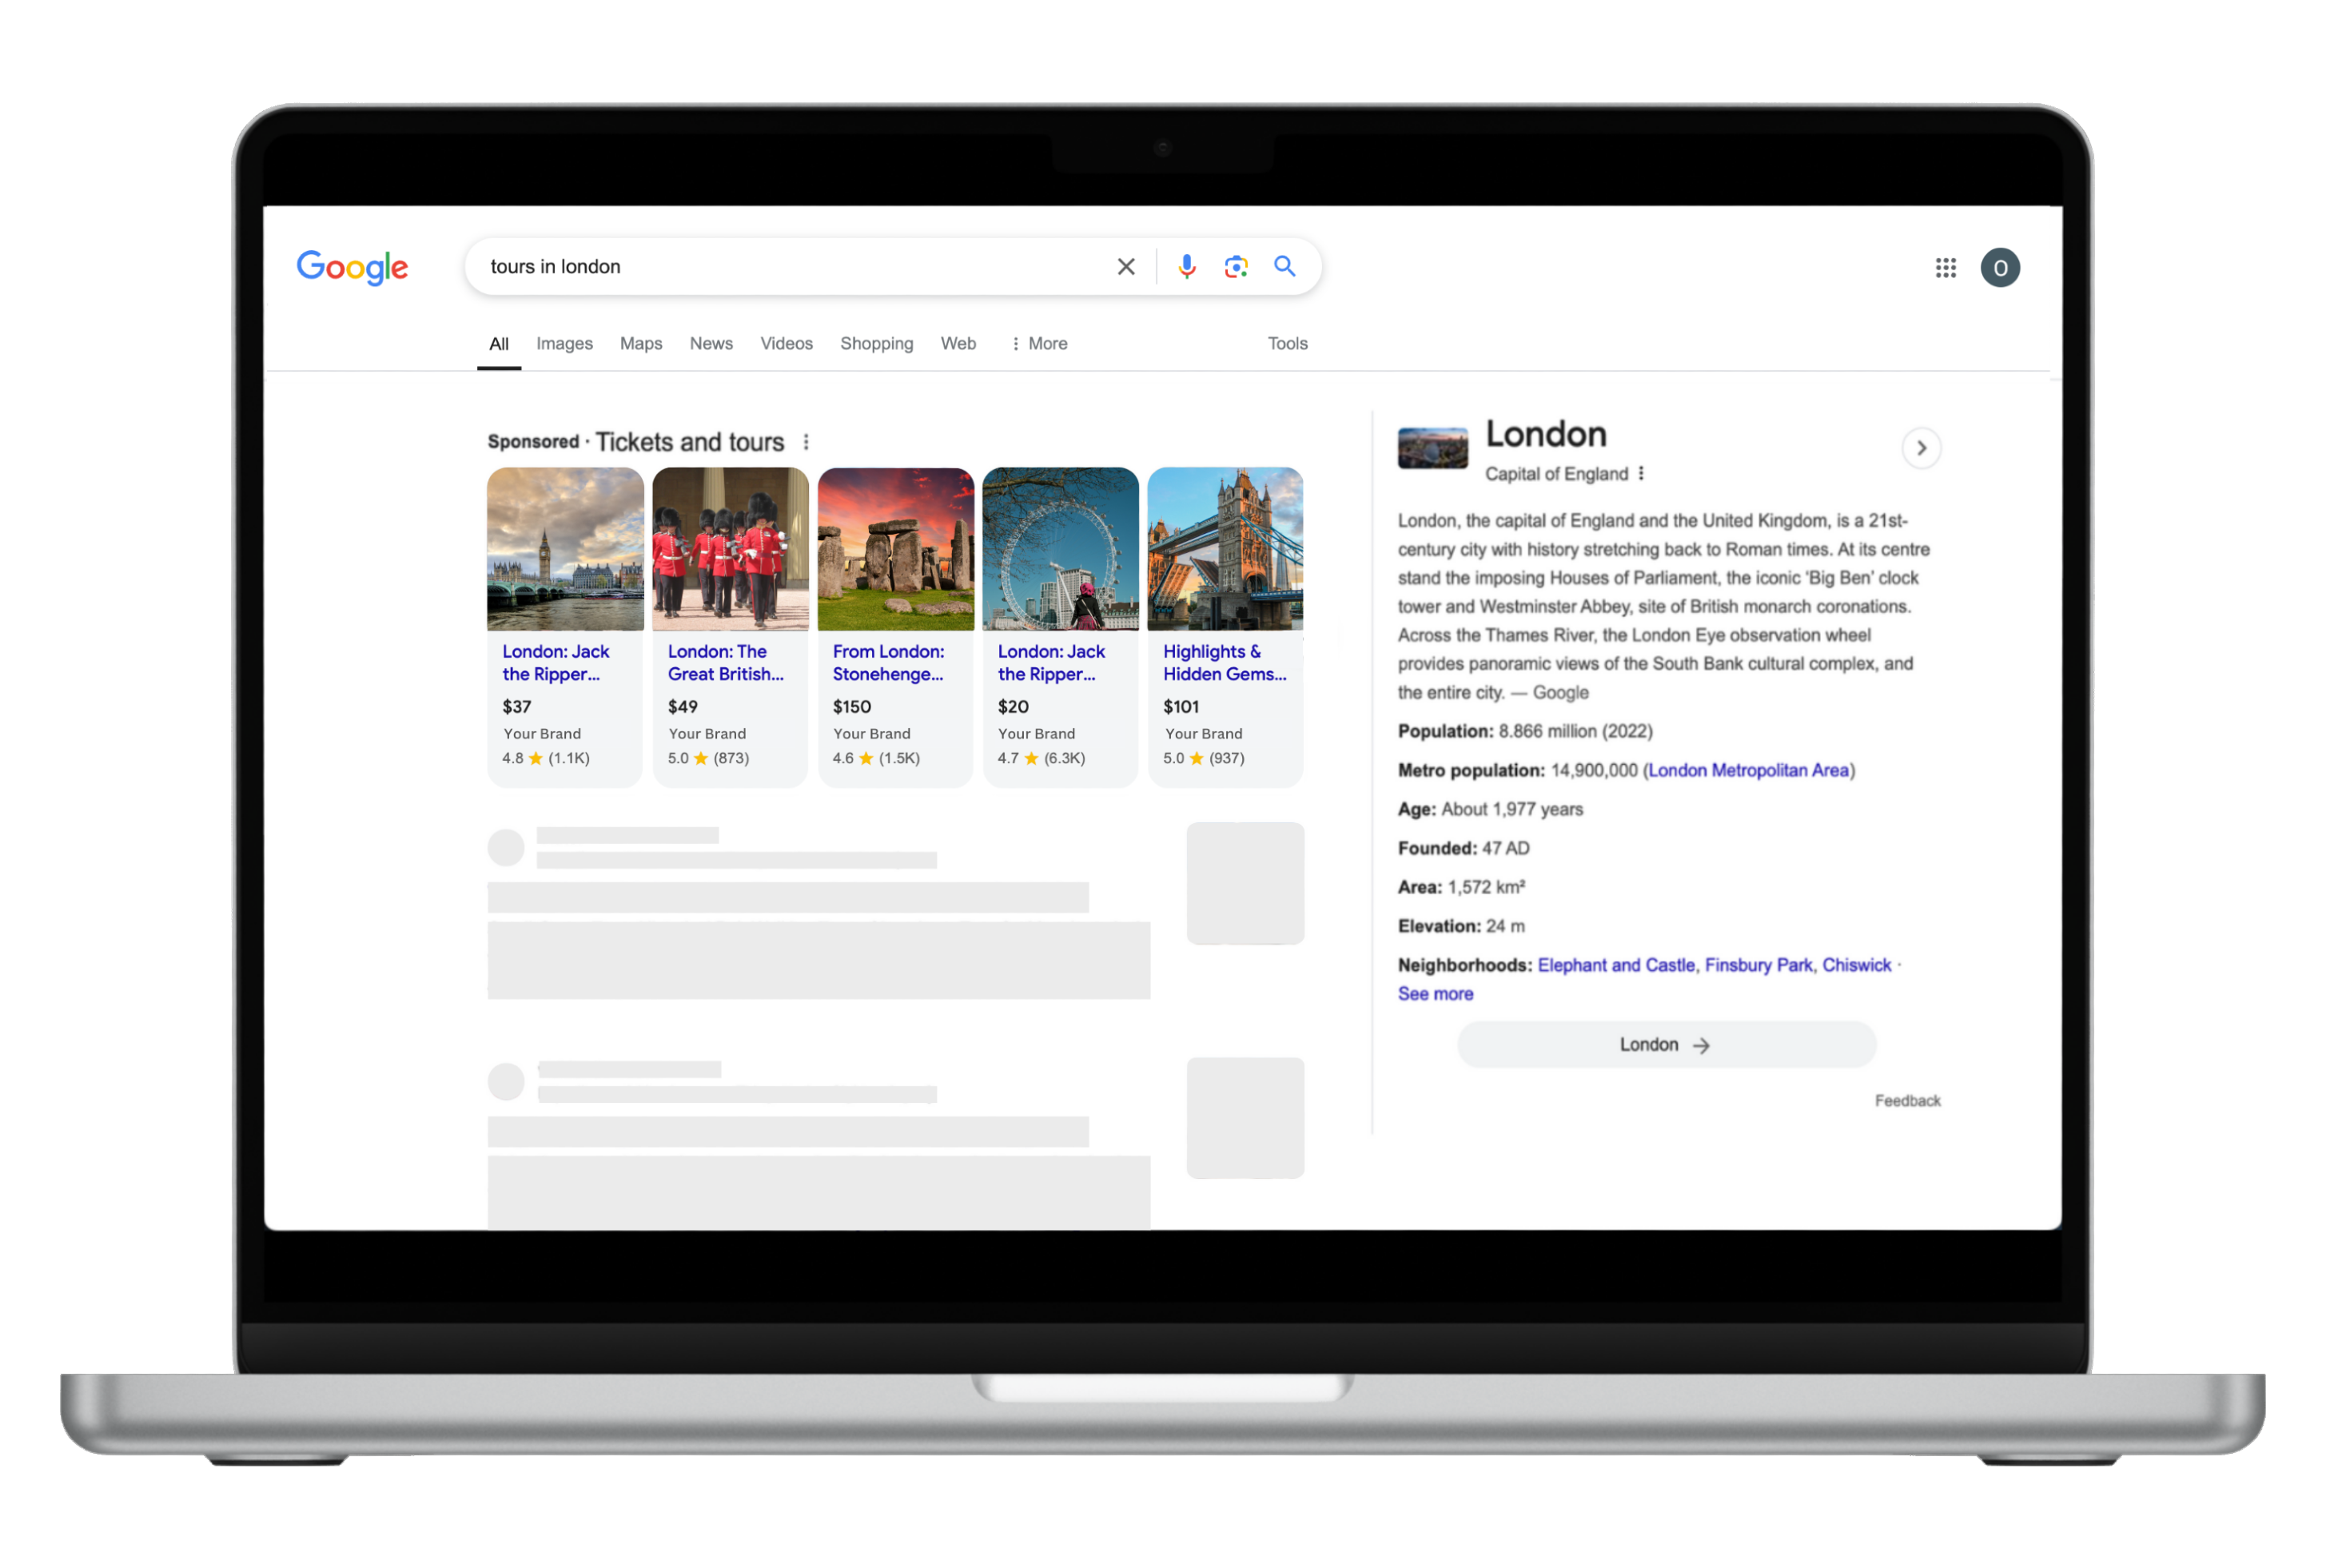 Google
tours in london
O
All Images Maps News Videos Shopping Web More Tools
Sponsored · Tickets and tours
London: Jack
the Ripper...
$37
Your Brand
4.8 ★ (1.1K)
London: The
Great British...
$49
Your Brand
5.0 ★ (873)
From London:
Stonehenge...
$150
Your Brand
4.6 ★ (1.5K)
London: Jack
the Ripper...
$20
Your Brand
4.7 ★ (6.3K)
Highlights &
Hidden Gems...
$101
Your Brand
5.0 ★ (937)
London
Capital of England
London, the capital of England and the United Kingdom, is a 21st-
century city with history stretching back to Roman times. At its centre
stand the imposing Houses of Parliament, the iconic ‘Big Ben’ clock
tower and Westminster Abbey, site of British monarch coronations.
Across the Thames River, the London Eye observation wheel
provides panoramic views of the South Bank cultural complex, and
the entire city. — Google
Population: 8.866 million (2022)
Metro population: 14,900,000 (London Metropolitan Area)
Age: About 1,977 years
Founded: 47 AD
Area: 1,572 km²
Elevation: 24 m
Neighborhoods: Elephant and Castle, Finsbury Park, Chiswick ·
See more
London →
Feedback